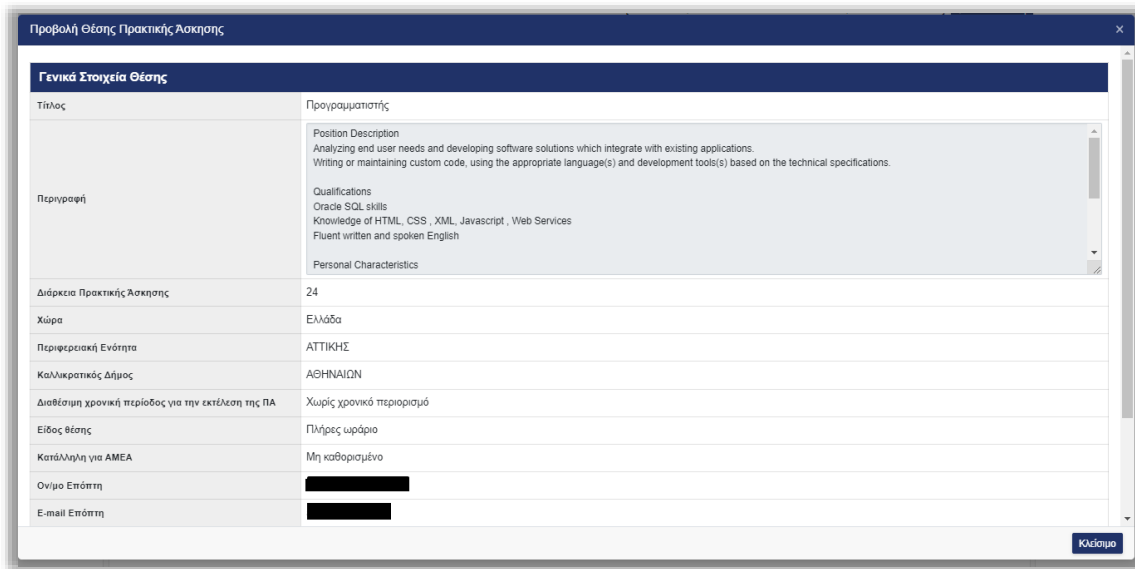 Προβολή Θέσης Πρακτικής Άσκησης
×
Γενικά Στοιχεία Θέσης
Τίτλος Προγραμματιστής
Περιγραφή
Position Description
Analyzing end user needs and developing software solutions which integrate with existing applications.
Writing or maintaining custom code, using the appropriate language(s) and development tools(s) based on the technical specifications.
Qualifications
Oracle SQL skills
Knowledge of HTML, CSS , XML, Javascript , Web Services
Fluent written and spoken English
Personal Characteristics
Διάρκεια Πρακτικής Άσκησης 24
Χώρα Ελλάδα
Περιφερειακή Ενότητα ΑΤΤΙΚΗΣ
Καλλικρατικός Δήμος ΑΘΗΝΑΙΩΝ
Διαθέσιμη χρονική περίοδος για την εκτέλεση της ΠΑ Χωρίς χρονικό περιορισμό
Είδος θέσης Πλήρες ωράριο
Κατάλληλη για ΑΜΕΑ Μη καθορισμένο
Ον/μο Επόπτη
E-mail Επόπτη
Κλείσιμο